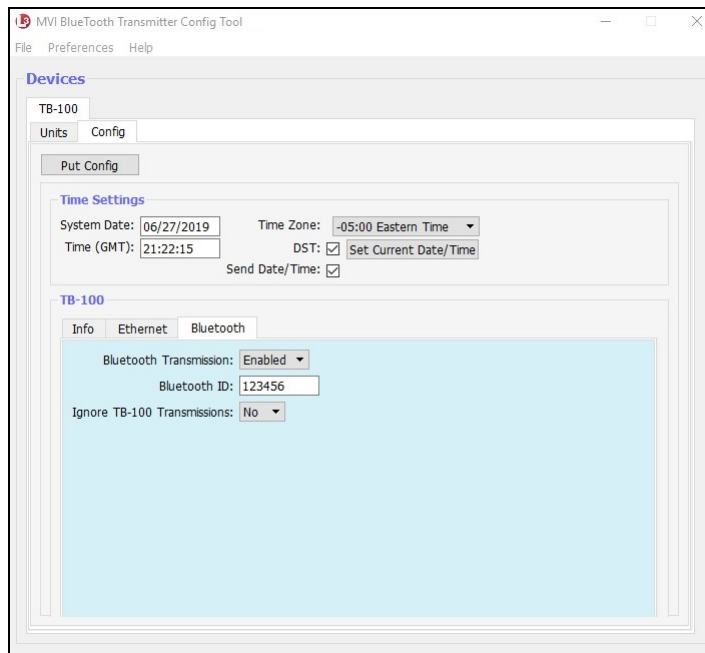 MVI BlueTooth Transmitter Config Tool
File Preferences Help
Devices
TB-100
Units Config
Put Config
Time Settings
System Date: 06/27/2019 Time Zone: -05:00 Eastern Time
Time (GMT): 21:22:15 DST: Set Current Date/Time
Send Date/Time:
TB-100
Info Ethernet Bluetooth
Bluetooth Transmission: Enabled
Bluetooth ID: 123456
Ignore TB-100 Transmissions: No